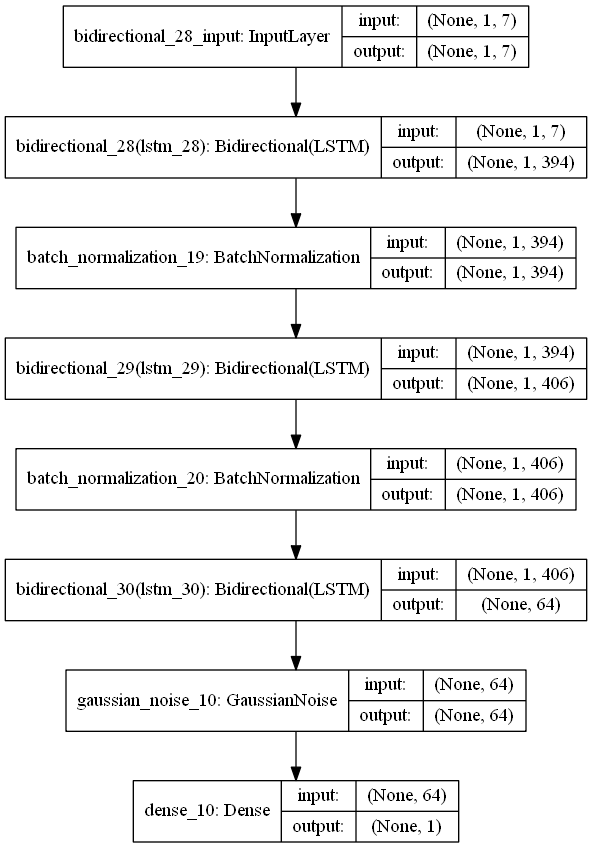 bidirectional_28_input: InputLayer
input: (None, 1, 7)
output: (None, 1, 7)
bidirectional_28(lstm_28): Bidirectional(LSTM)
input: (None, 1, 7)
output: (None, 1, 394)
batch_normalization_19: BatchNormalization
input: (None, 1, 394)
output: (None, 1, 394)
bidirectional_29(lstm_29): Bidirectional(LSTM)
input: (None, 1, 394)
output: (None, 1, 406)
batch_normalization_20: BatchNormalization
input: (None, 1, 406)
output: (None, 1, 406)
bidirectional_30(lstm_30): Bidirectional(LSTM)
input: (None, 1, 406)
output: (None, 64)
gaussian_noise_10: GaussianNoise
input: (None, 64)
output: (None, 64)
dense_10: Dense
input: (None, 64)
output: (None, 1)